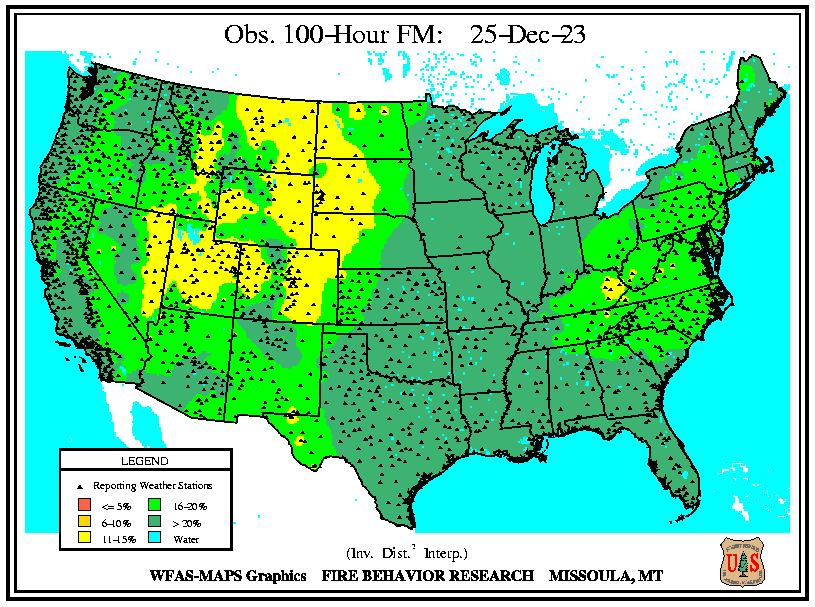 Obs. 100-Hour FM: 25-Dec-23
LEGEND
Reporting Weather Stations
<= 5% 16-20%
6-10% > 20%
11-15% Water
(Inv. Dist.² Interp.)
WFAS-MAPS Graphics FIRE BEHAVIOR RESEARCH MISSOULA, MT
U S